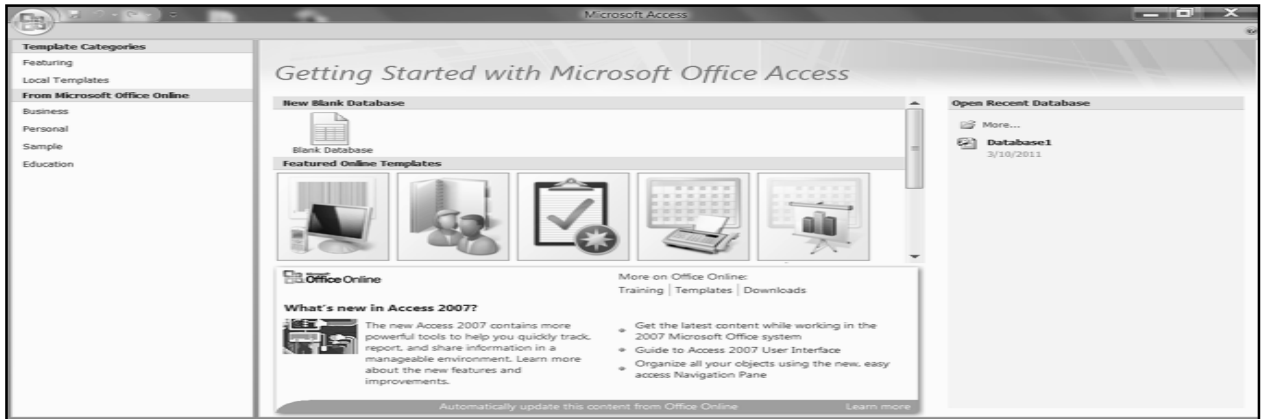 Microsoft Access
Template Categories
Featuring
Local Templates
From Microsoft Office Online
Business
Personal
Sample
Education
Getting Started with Microsoft Office Access
New Blank Database
Blank Database
Featured Online Templates
Microsoft
Office Online
More on Office Online:
Training | Templates | Downloads
What's new in Access 2007?
The new Access 2007 contains more
powerful tools to help you quickly track,
report, and share information in a
manageable environment. Learn more
about the new features and
improvements.
Get the latest content while working in the
2007 Microsoft Office system
Guide to Access 2007 User Interface
Organize all your objects using the new, easy
access Navigation Pane
Automatically update this content from Office Online
Learn more
Open Recent Database
More...
Database1
3/10/2011